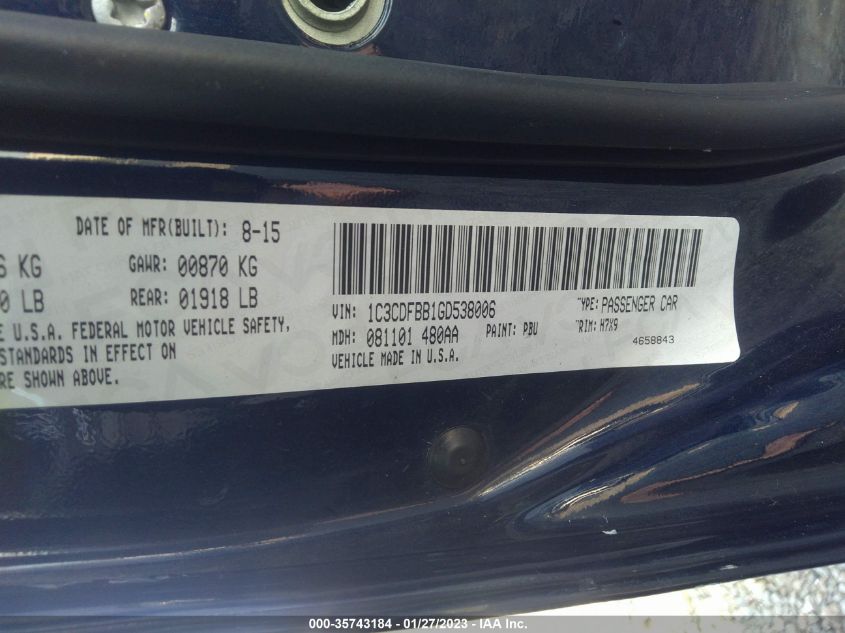 DATE OF MFR(BUILT): 8-15
KG GAWR: 00870 KG
LB REAR: 01918 LB
U.S.A. FEDERAL MOTOR VEHICLE SAFETY,
STANDARDS IN EFFECT ON
SHOWN ABOVE.
VIN: 1C3CDFBB1GD538006 TYPE: PASSENGER CAR
MDH: 081101 480AA PAINT: PBU TRIM: H7X9
VEHICLE MADE IN U.S.A. 4658843
000-35743184 - 01/27/2023 - IAA Inc.